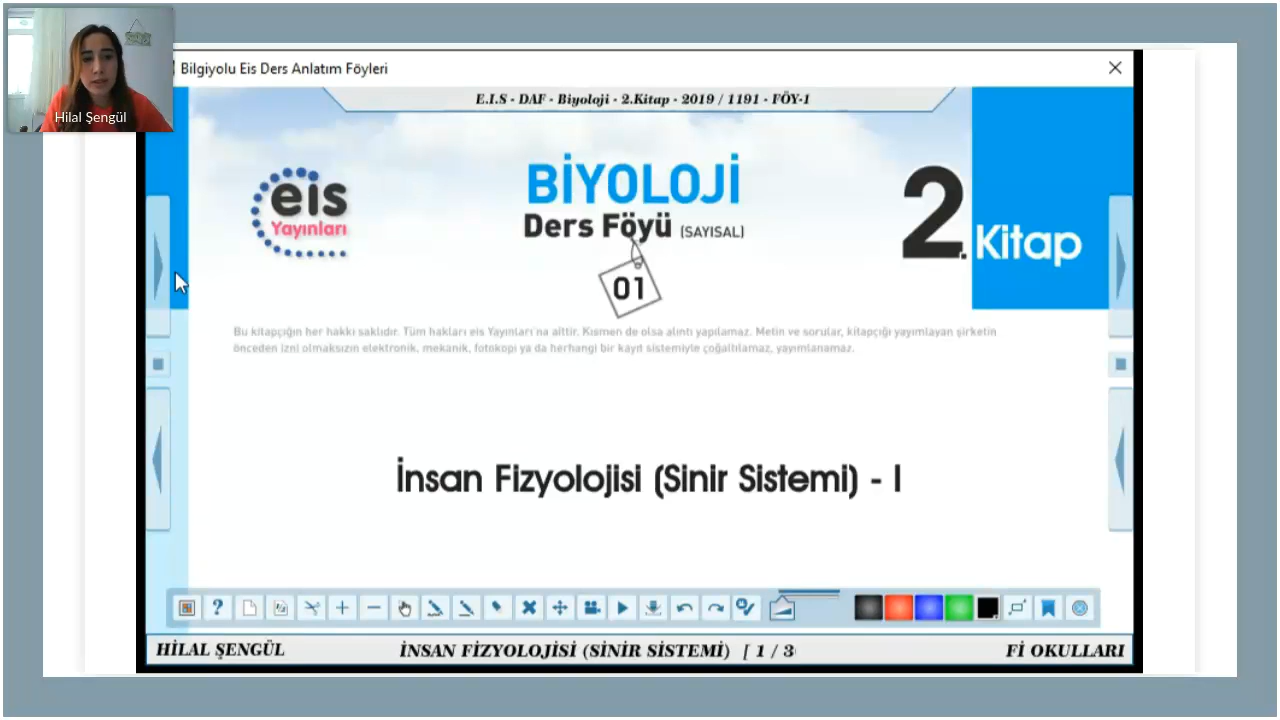 Hilal Şengül
Bilgiyolu Eis Ders Anlatım Föyleri
E.I.S - DAF - Biyoloji - 2.Kitap - 2019 / 1191 - FÖY-1
eis
Yayınları
BİYOLOJİ
Ders Föyü (SAYISAL)
01
2.Kitap
Bu kitapçığın her hakkı saklıdır. Tüm hakları eis Yayınları'na aittir. Kısmen de olsa alıntı yapılamaz. Metin ve sorular, kitapçığı yayımlayan şirketin
önceden izni olmaksızın elektronik, mekanik, fotokopi ya da herhangi bir kayıt sistemiyle çoğaltılamaz, yayımlanamaz.
İnsan Fizyolojisi (Sinir Sistemi) - I
HİLAL ŞENGÜL
İNSAN FİZYOLOJİSİ (SİNİR SİSTEMİ) [ 1 / 3
Fİ OKULLARI